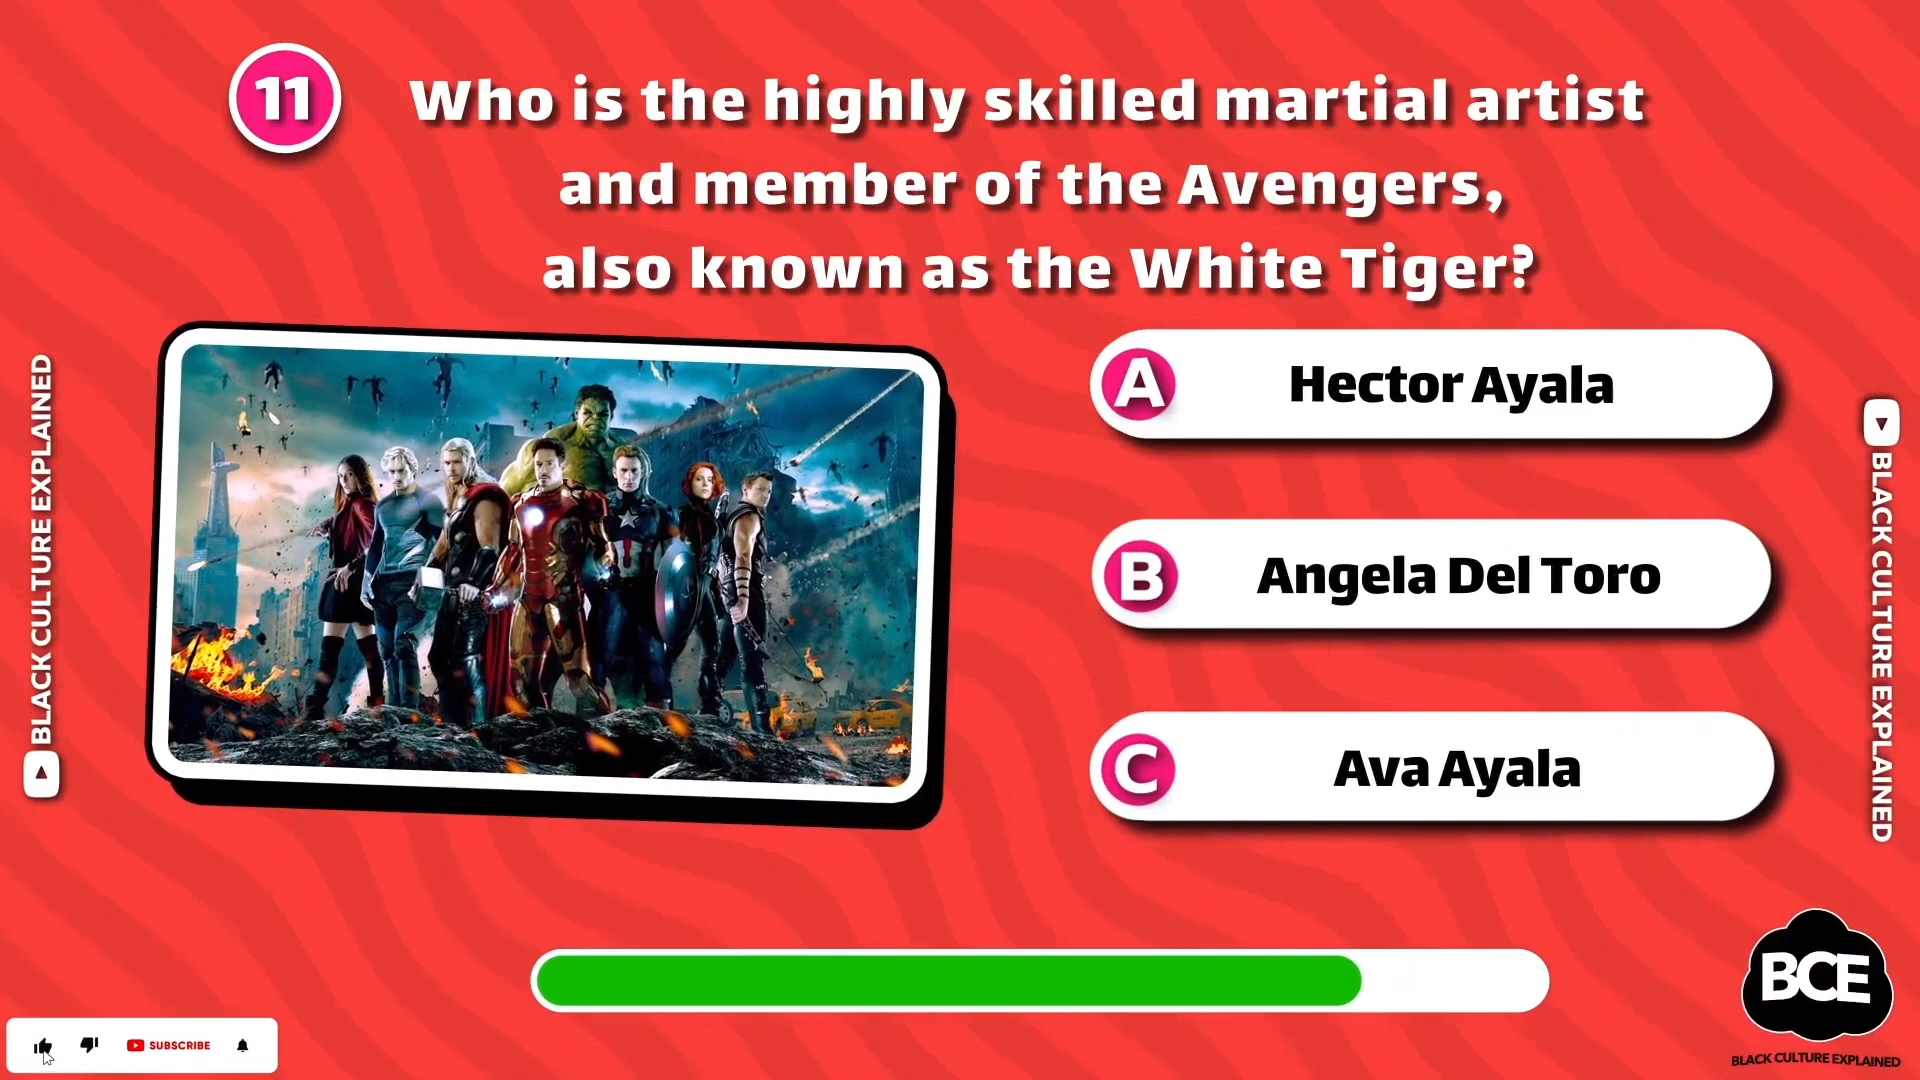 11
Who is the highly skilled martial artist
and member of the Avengers,
also known as the White Tiger?
A Hector Ayala
B Angela Del Toro
C Ava Ayala
BLACK CULTURE EXPLAINED
BLACK CULTURE EXPLAINED
SUBSCRIBE
BCE
BLACK CULTURE EXPLAINED